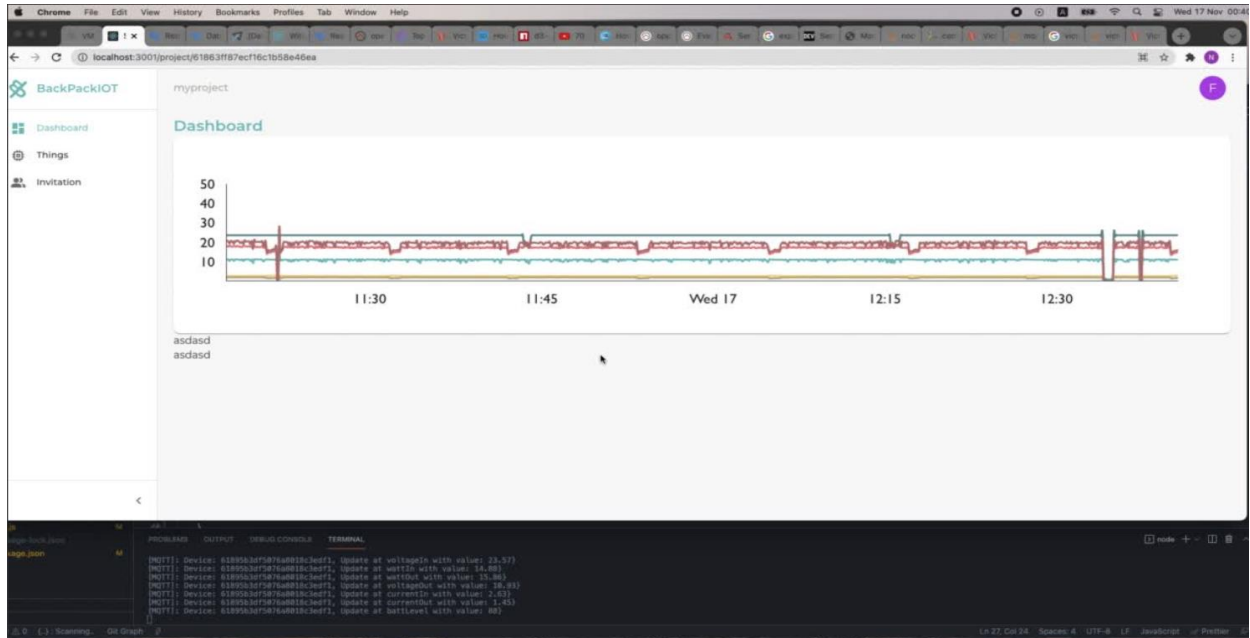 Chrome File Edit View History Bookmarks Profiles Tab Window Help
Wed 17 Nov 00:40
localhost:3001/project/61863ff87ecf16c1b58e46ea
N
BackPackIOT
myproject
F
Dashboard
Dashboard
Things
Invitation
50
40
30
20
10
11:30 11:45 Wed 17 12:15 12:30
asdasd
asdasd
PROBLEMS OUTPUT DEBUG CONSOLE TERMINAL
node
[MQTT]: Device: 61895b3df5076a8018c3edf1, Update at voltageIn with value: 23.57}
[MQTT]: Device: 61895b3df5076a8018c3edf1, Update at wattIn with value: 14.80}
[MQTT]: Device: 61895b3df5076a8018c3edf1, Update at wattOut with value: 15.86}
[MQTT]: Device: 61895b3df5076a8018c3edf1, Update at voltageOut with value: 10.93}
[MQTT]: Device: 61895b3df5076a8018c3edf1, Update at currentIn with value: 2.63}
[MQTT]: Device: 61895b3df5076a8018c3edf1, Update at currentOut with value: 1.45}
[MQTT]: Device: 61895b3df5076a8018c3edf1, Update at battLevel with value: 80}
Scanning.. Git Graph
Ln 27, Col 24 Spaces: 4 UTF-8 LF JavaScript Prettier